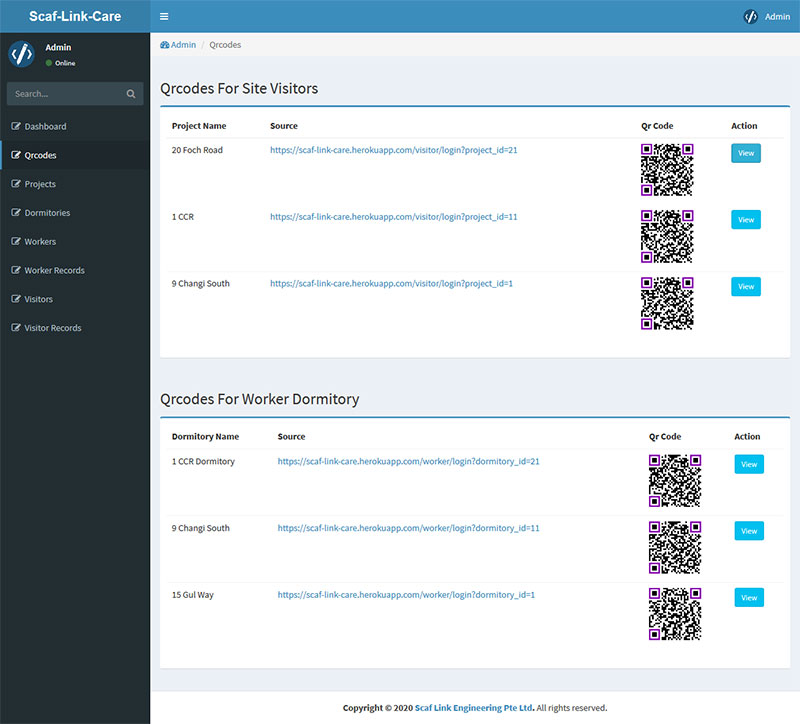 Scaf-Link-Care
Admin
Admin
Online
Search...
Dashboard
Qrcodes
Projects
Dormitories
Workers
Worker Records
Visitors
Visitor Records
Admin / Qrcodes
Qrcodes For Site Visitors
Project Name Source Qr Code Action
20 Foch Road https://scaf-link-care.herokuapp.com/visitor/login?project_id=21 View
1 CCR https://scaf-link-care.herokuapp.com/visitor/login?project_id=11 View
9 Changi South https://scaf-link-care.herokuapp.com/visitor/login?project_id=1 View
Qrcodes For Worker Dormitory
Dormitory Name Source Qr Code Action
1 CCR Dormitory https://scaf-link-care.herokuapp.com/worker/login?dormitory_id=21 View
9 Changi South https://scaf-link-care.herokuapp.com/worker/login?dormitory_id=11 View
15 Gul Way https://scaf-link-care.herokuapp.com/worker/login?dormitory_id=1 View
Copyright © 2020 Scaf Link Engineering Pte Ltd. All rights reserved.